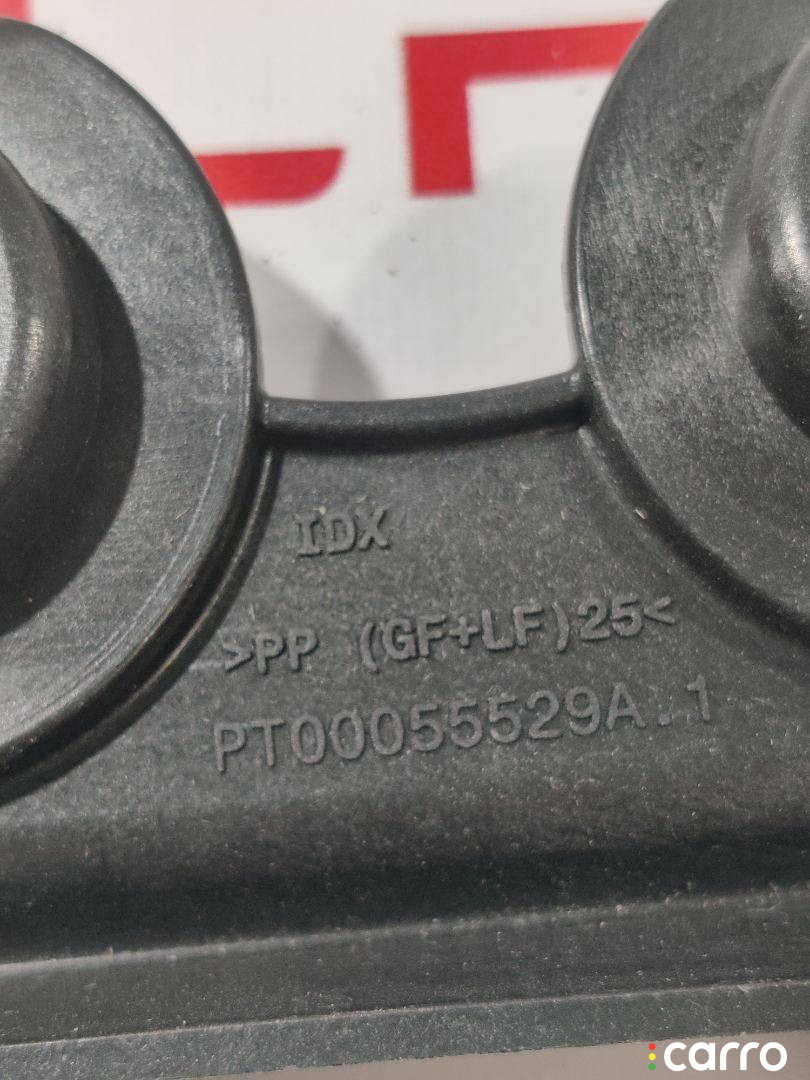 IDX
>PP (GF+LF)25<
PT00055529A.1
carro